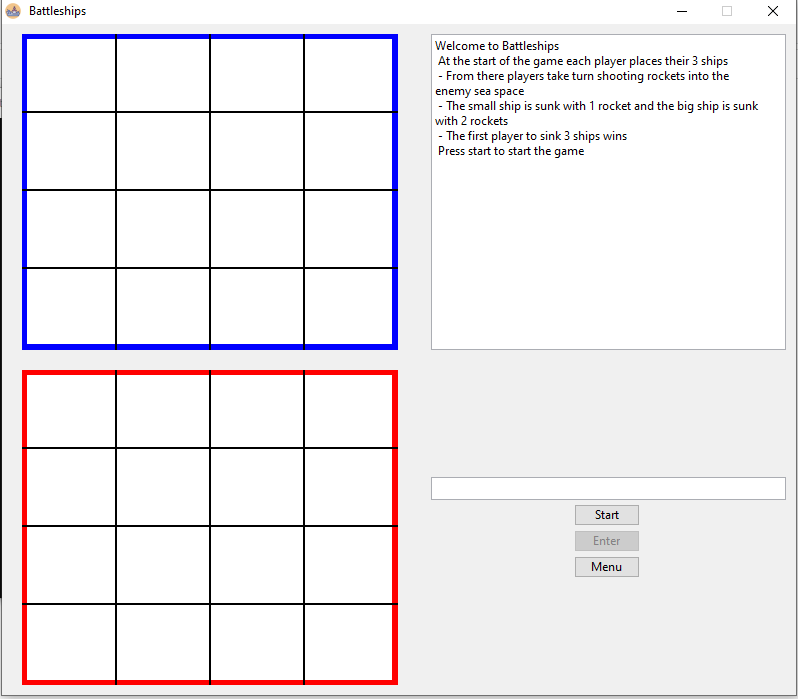 Battleships
Welcome to Battleships
At the start of the game each player places their 3 ships
- From there players take turn shooting rockets into the
enemy sea space
- The small ship is sunk with 1 rocket and the big ship is sunk
with 2 rockets
- The first player to sink 3 ships wins
Press start to start the game
Start
Enter
Menu